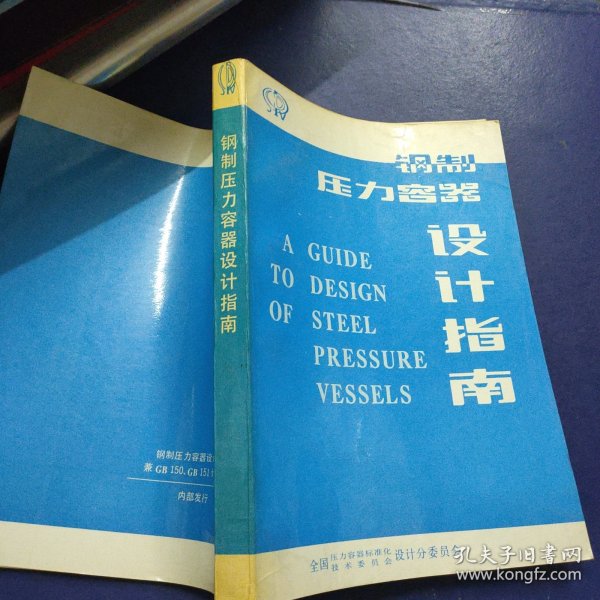 钢制
压力容器
设计指南
A GUIDE
TO DESIGN
OF STEEL
PRESSURE
VESSELS
全国压力容器标准化技术委员会设计分委员会
钢制压力容器设计指南
钢制压力容器设
兼GB 150、GB 151
内部发行
孔夫子旧书网
www.kongfz.com